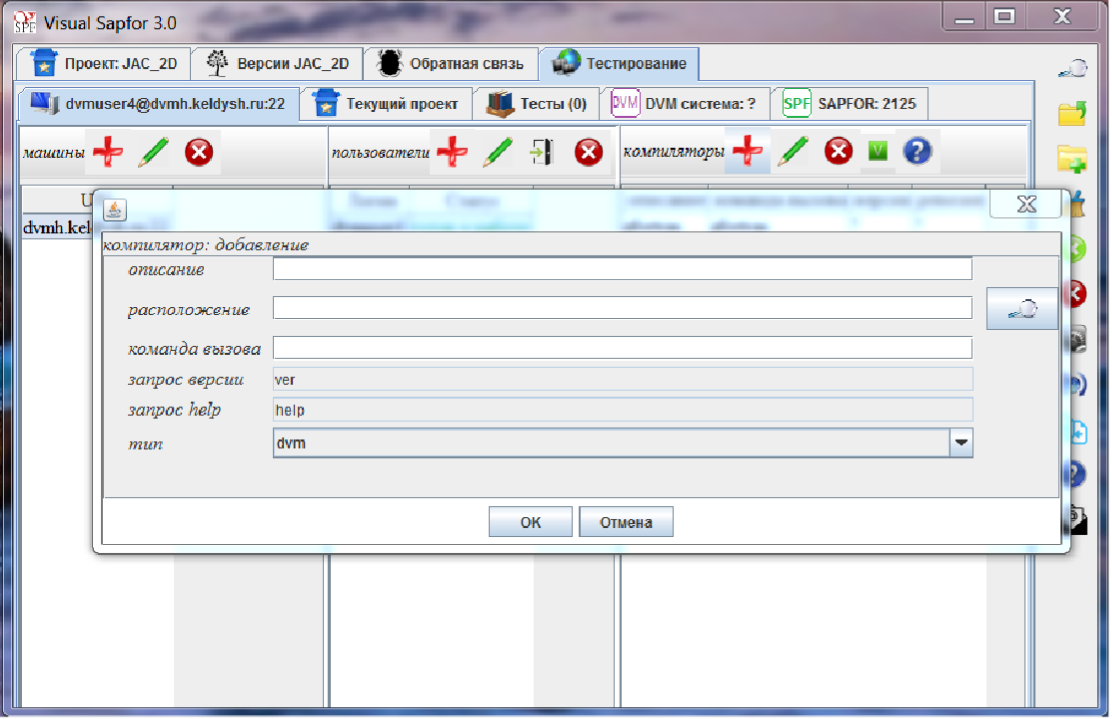 Visual Sapfor 3.0
Проект: JAC_2D
Версии JAC_2D
Обратная связь
Тестирование
dvmuser4@dvmh.keldysh.ru:22
Текущий проект
Тесты (0)
DVM DVM система: ?
SPF SAPFOR: 2125
машины
пользователи
компиляторы
компилятор: добавление
описание
расположение
команда вызова
запрос версии ver
запрос help help
тип dvm
OK
Отмена